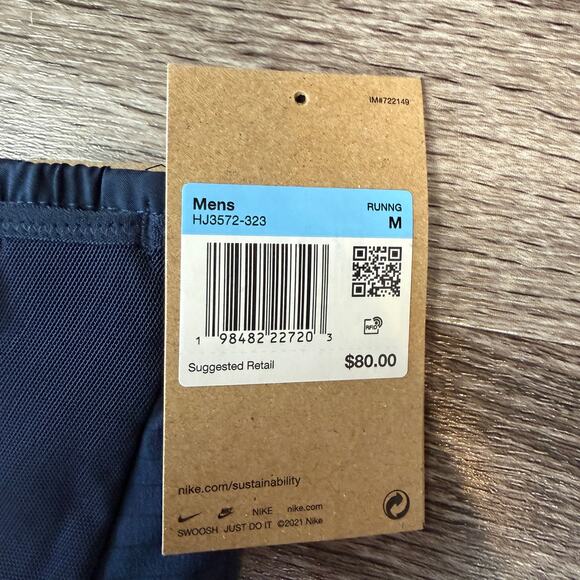 IM#722149
Mens RUNNG
HJ3572-323 M
RFID
1 98482 22720 3
Suggested Retail $80.00
nike.com/sustainability
NIKE nike.com
SWOOSH JUST DO IT ©2021 Nike